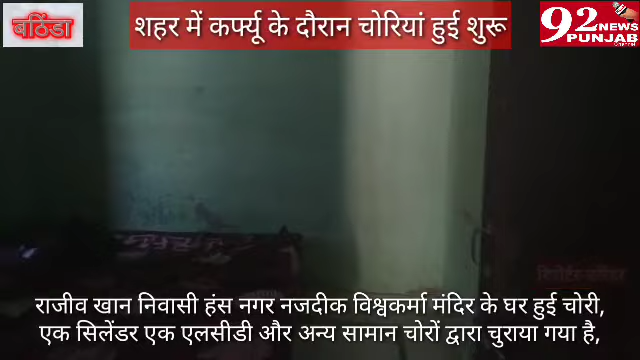 बठिंडा
शहर में कर्फ्यू के दौरान चोरियां हुई शुरू
92 NEWS
PUNJAB
राजीव खान निवासी हंस नगर नजदीक विश्वकर्मा मंदिर के घर हुई चोरी,
एक सिलेंडर एक एलसीडी और अन्य सामान चोरों द्वारा चुराया गया है,